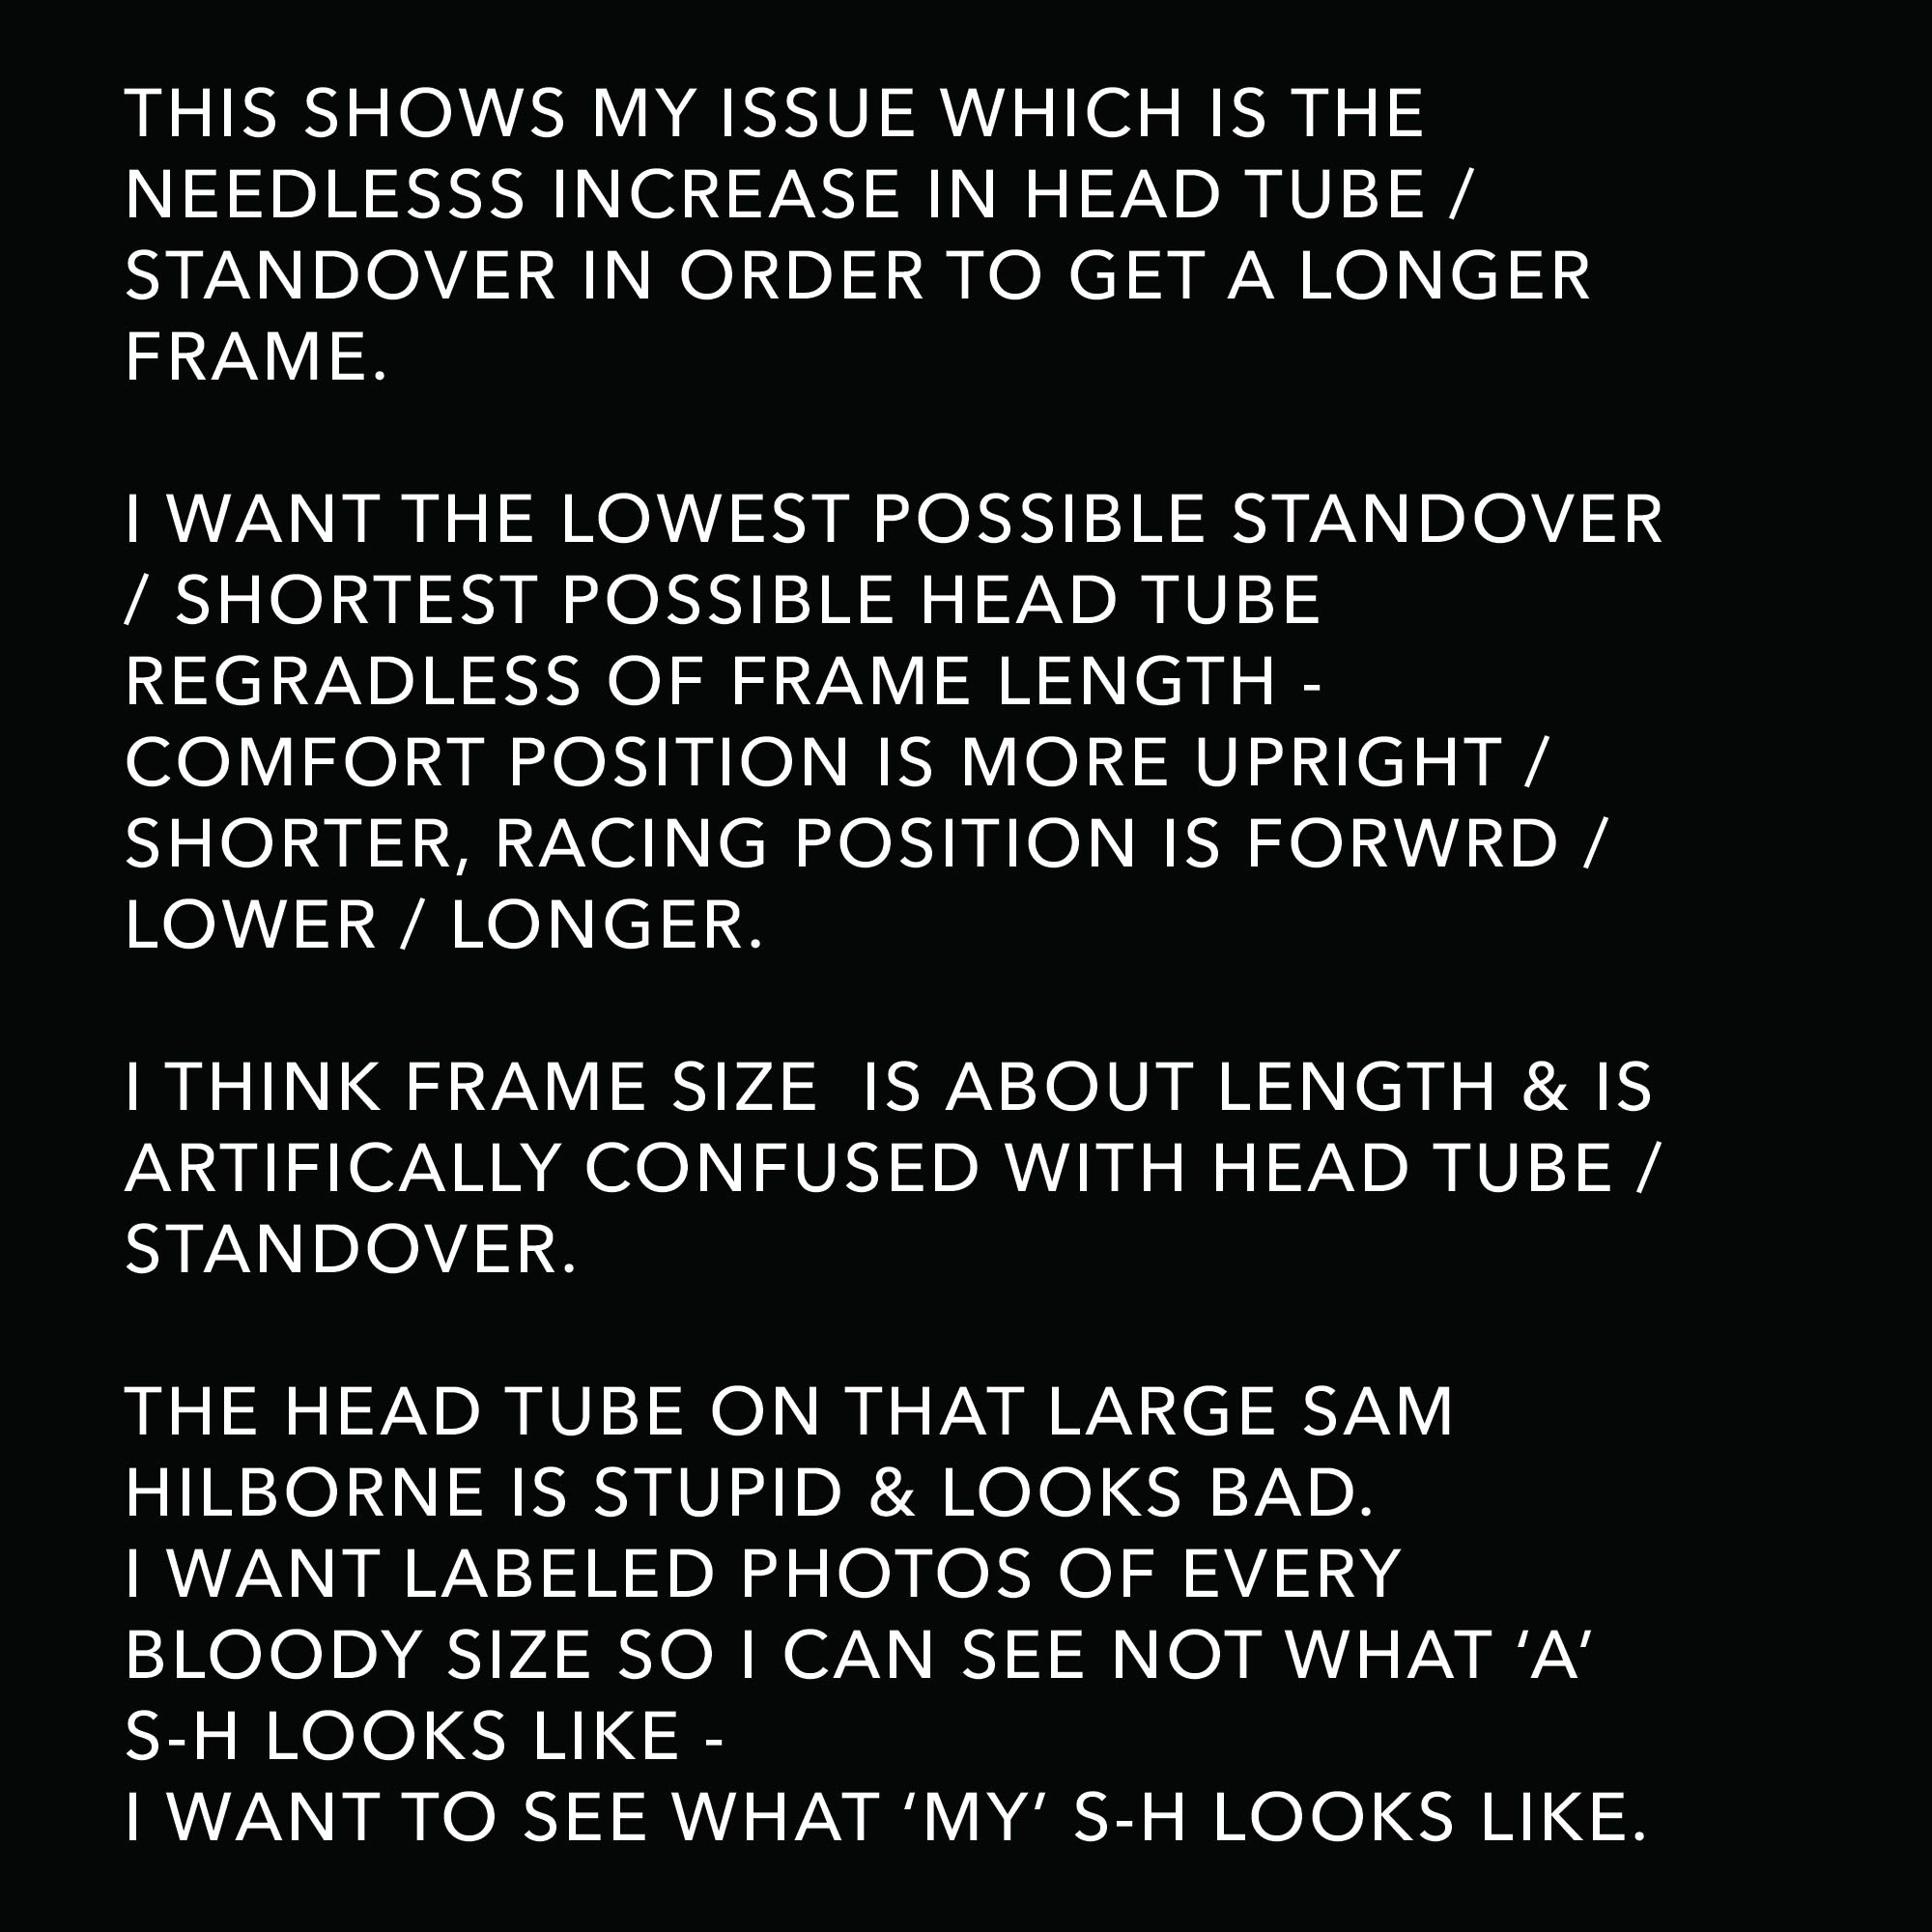 THIS SHOWS MY ISSUE WHICH IS THE
NEEDLESSS INCREASE IN HEAD TUBE /
STANDOVER IN ORDER TO GET A LONGER
FRAME.
I WANT THE LOWEST POSSIBLE STANDOVER
/ SHORTEST POSSIBLE HEAD TUBE
REGRADLESS OF FRAME LENGTH -
COMFORT POSITION IS MORE UPRIGHT /
SHORTER, RACING POSITION IS FORWRD /
LOWER / LONGER.
I THINK FRAME SIZE  IS ABOUT LENGTH & IS
ARTIFICALLY CONFUSED WITH HEAD TUBE /
STANDOVER.
THE HEAD TUBE ON THAT LARGE SAM
HILBORNE IS STUPID & LOOKS BAD.
I WANT LABELED PHOTOS OF EVERY
BLOODY SIZE SO I CAN SEE NOT WHAT ‘A‘
S-H LOOKS LIKE -
I WANT TO SEE WHAT ‘MY‘ S-H LOOKS LIKE.